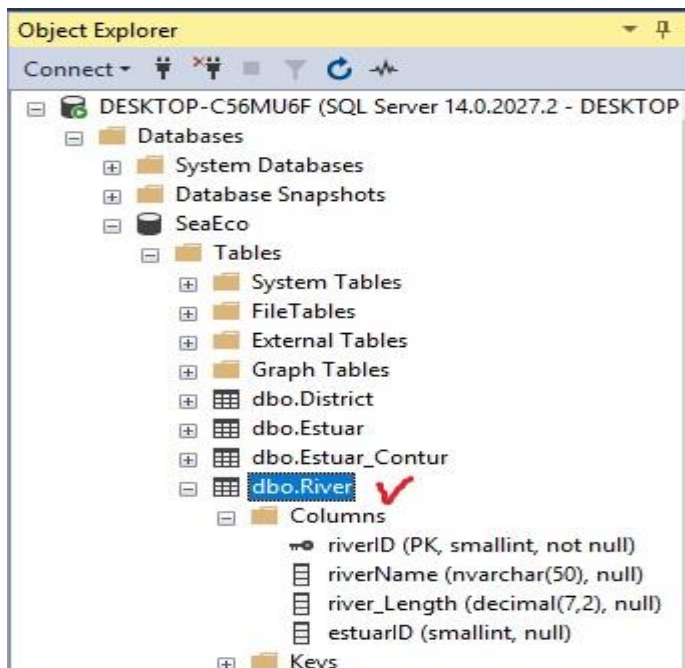 Object Explorer
Connect
DESKTOP-C56MU6F (SQL Server 14.0.2027.2 - DESKTOP
Databases
System Databases
Database Snapshots
SeaEco
Tables
System Tables
FileTables
External Tables
Graph Tables
dbo.District
dbo.Estuar
dbo.Estuar_Contur
dbo.River
Columns
riverID (PK, smallint, not null)
riverName (nvarchar(50), null)
river_Length (decimal(7,2), null)
estuarID (smallint, null)
Keys